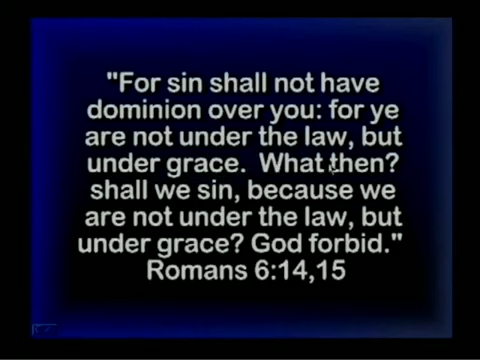 "For sin shall not have
dominion over you: for ye
are not under the law, but
under grace.  What then?
shall we sin, because we
are not under the law, but
under grace? God forbid."
Romans 6:14,15